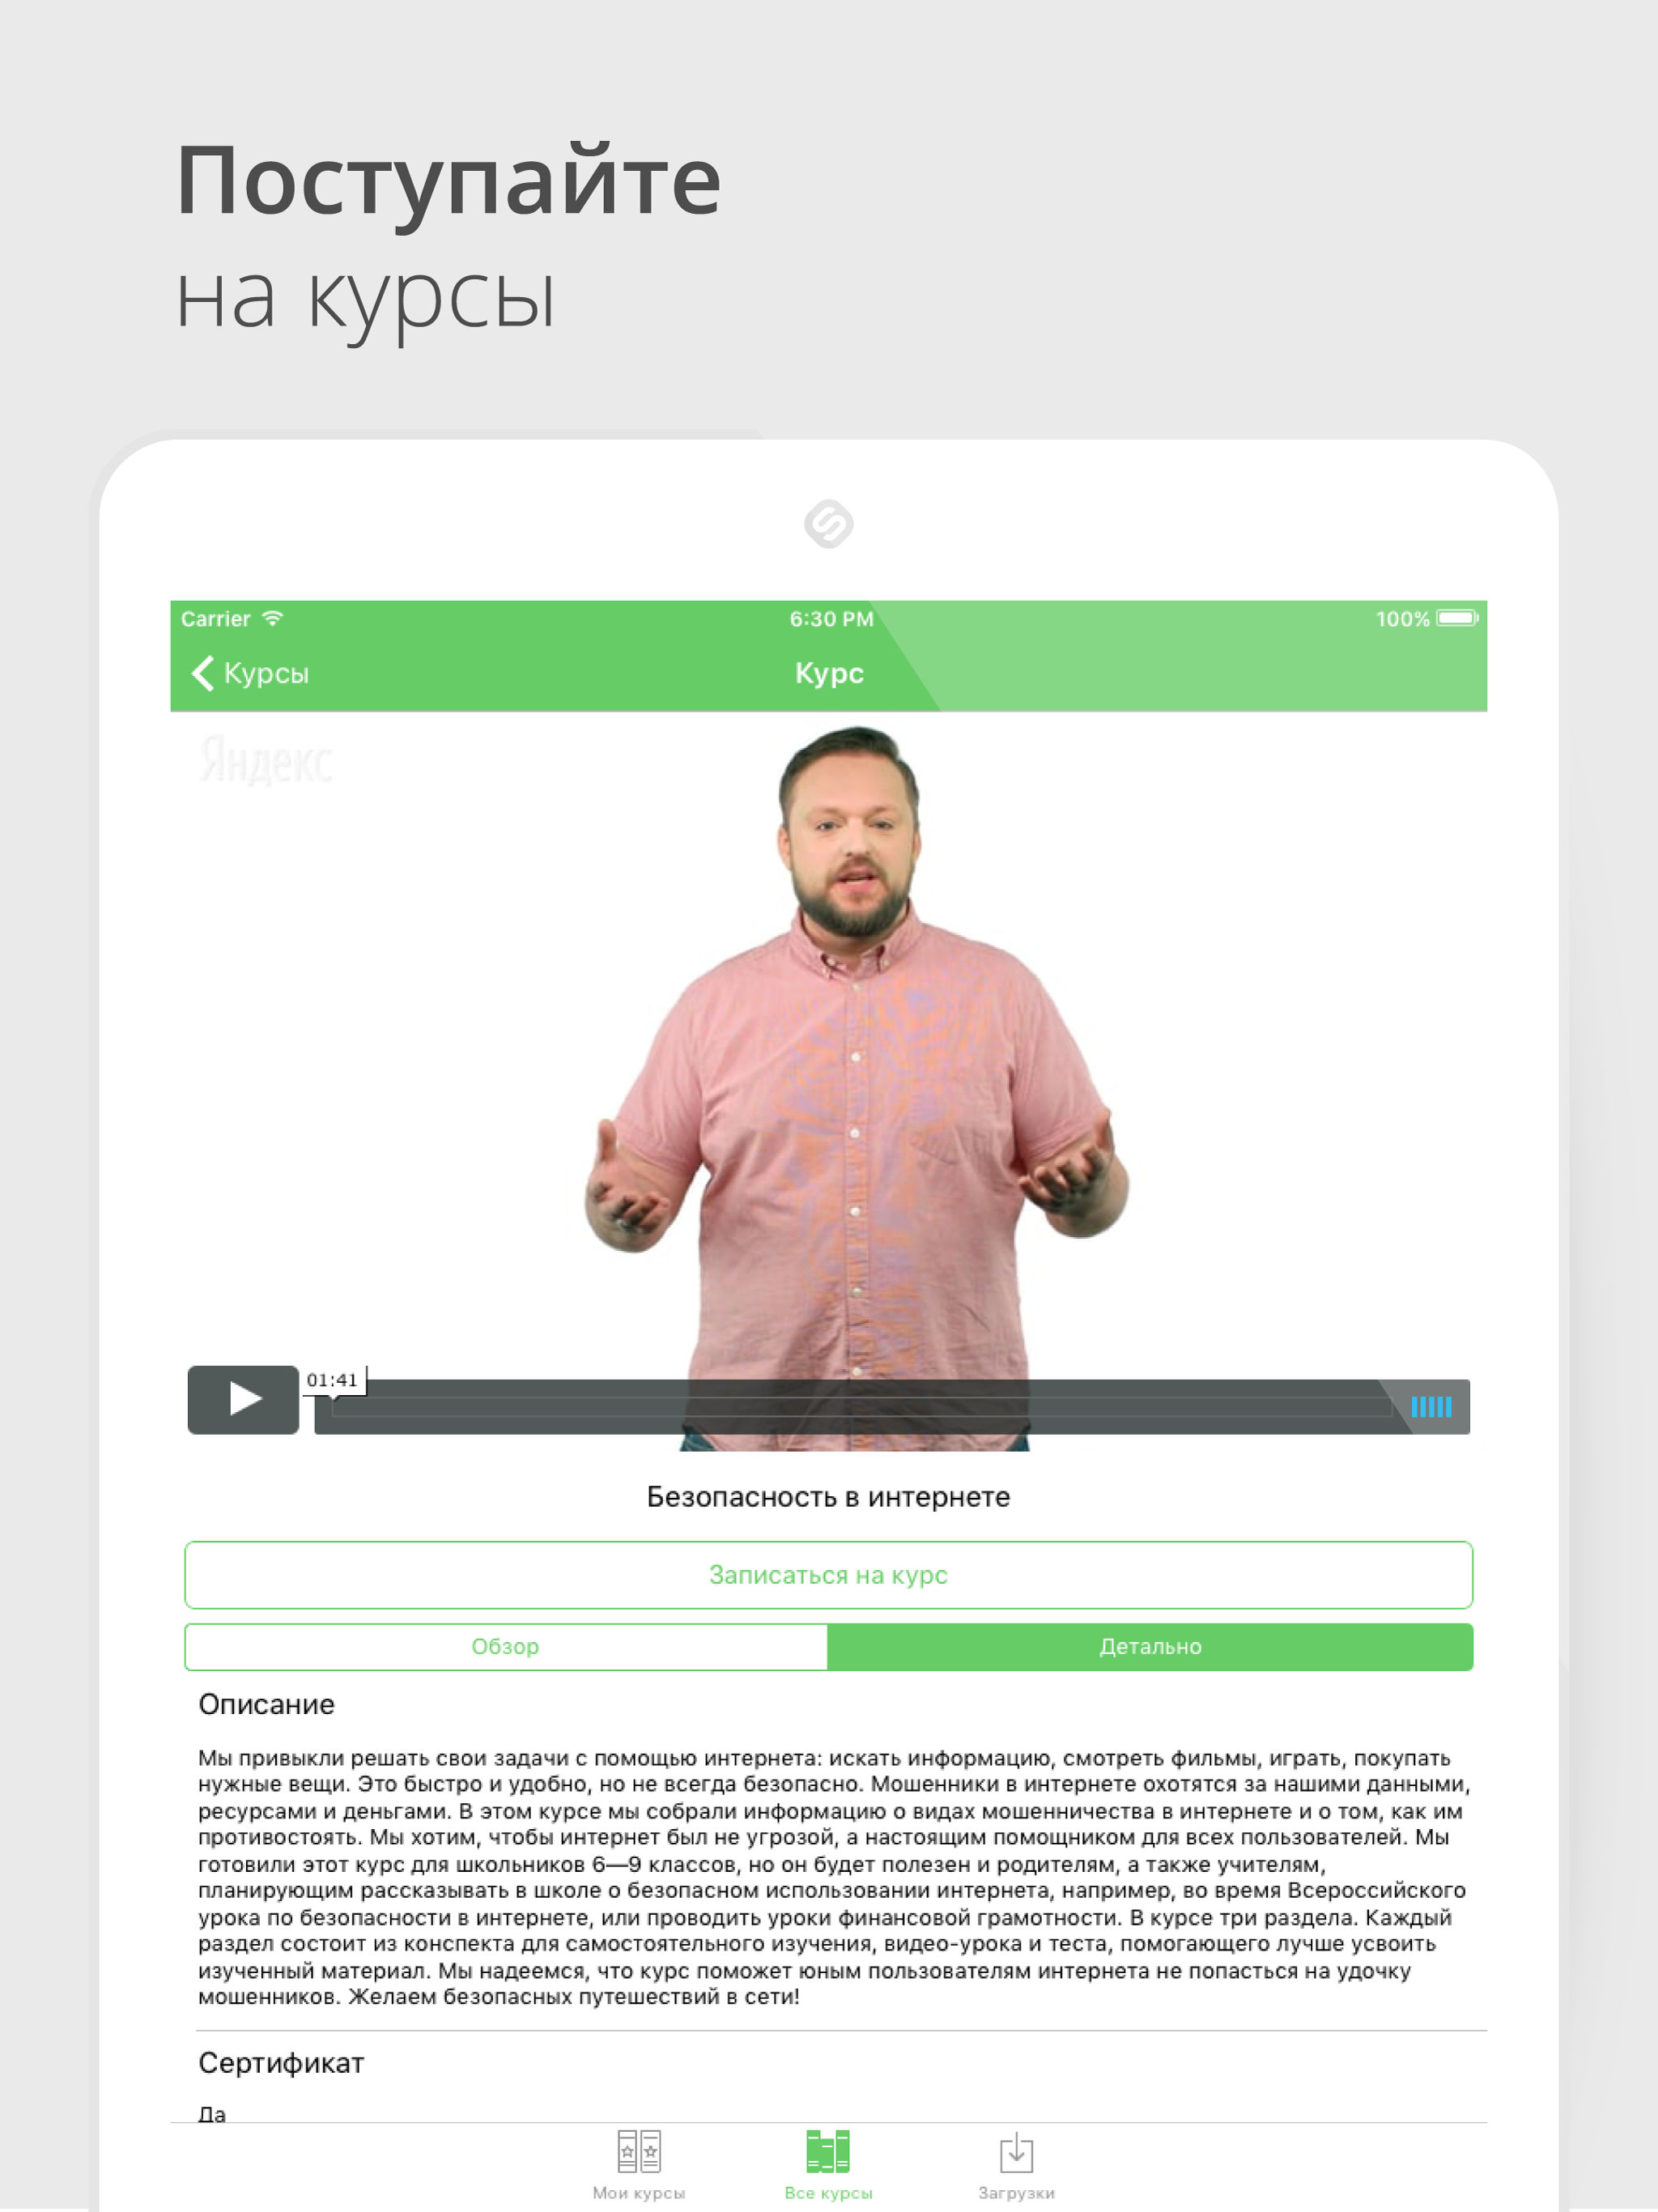 Поступайте
на курсы
Carrier 6:30 PM 100%
Курсы Курс
Яндекс
01:41
Безопасность в интернете
Записаться на курс
Обзор Детально
Описание
Мы привыкли решать свои задачи с помощью интернета: искать информацию, смотреть фильмы, играть, покупать
нужные вещи. Это быстро и удобно, но не всегда безопасно. Мошенники в интернете охотятся за нашими данными,
ресурсами и деньгами. В этом курсе мы собрали информацию о видах мошенничества в интернете и о том, как им
противостоять. Мы хотим, чтобы интернет был не угрозой, а настоящим помощником для всех пользователей. Мы
готовили этот курс для школьников 6—9 классов, но он будет полезен и родителям, а также учителям,
планирующим рассказывать в школе о безопасном использовании интернета, например, во время Всероссийского
урока по безопасности в интернете, или проводить уроки финансовой грамотности. В курсе три раздела. Каждый
раздел состоит из конспекта для самостоятельного изучения, видео-урока и теста, помогающего лучше усвоить
изученный материал. Мы надеемся, что курс поможет юным пользователям интернета не попасться на удочку
мошенников. Желаем безопасных путешествий в сети!
Сертификат
Да
Мои курсы Все курсы Загрузки